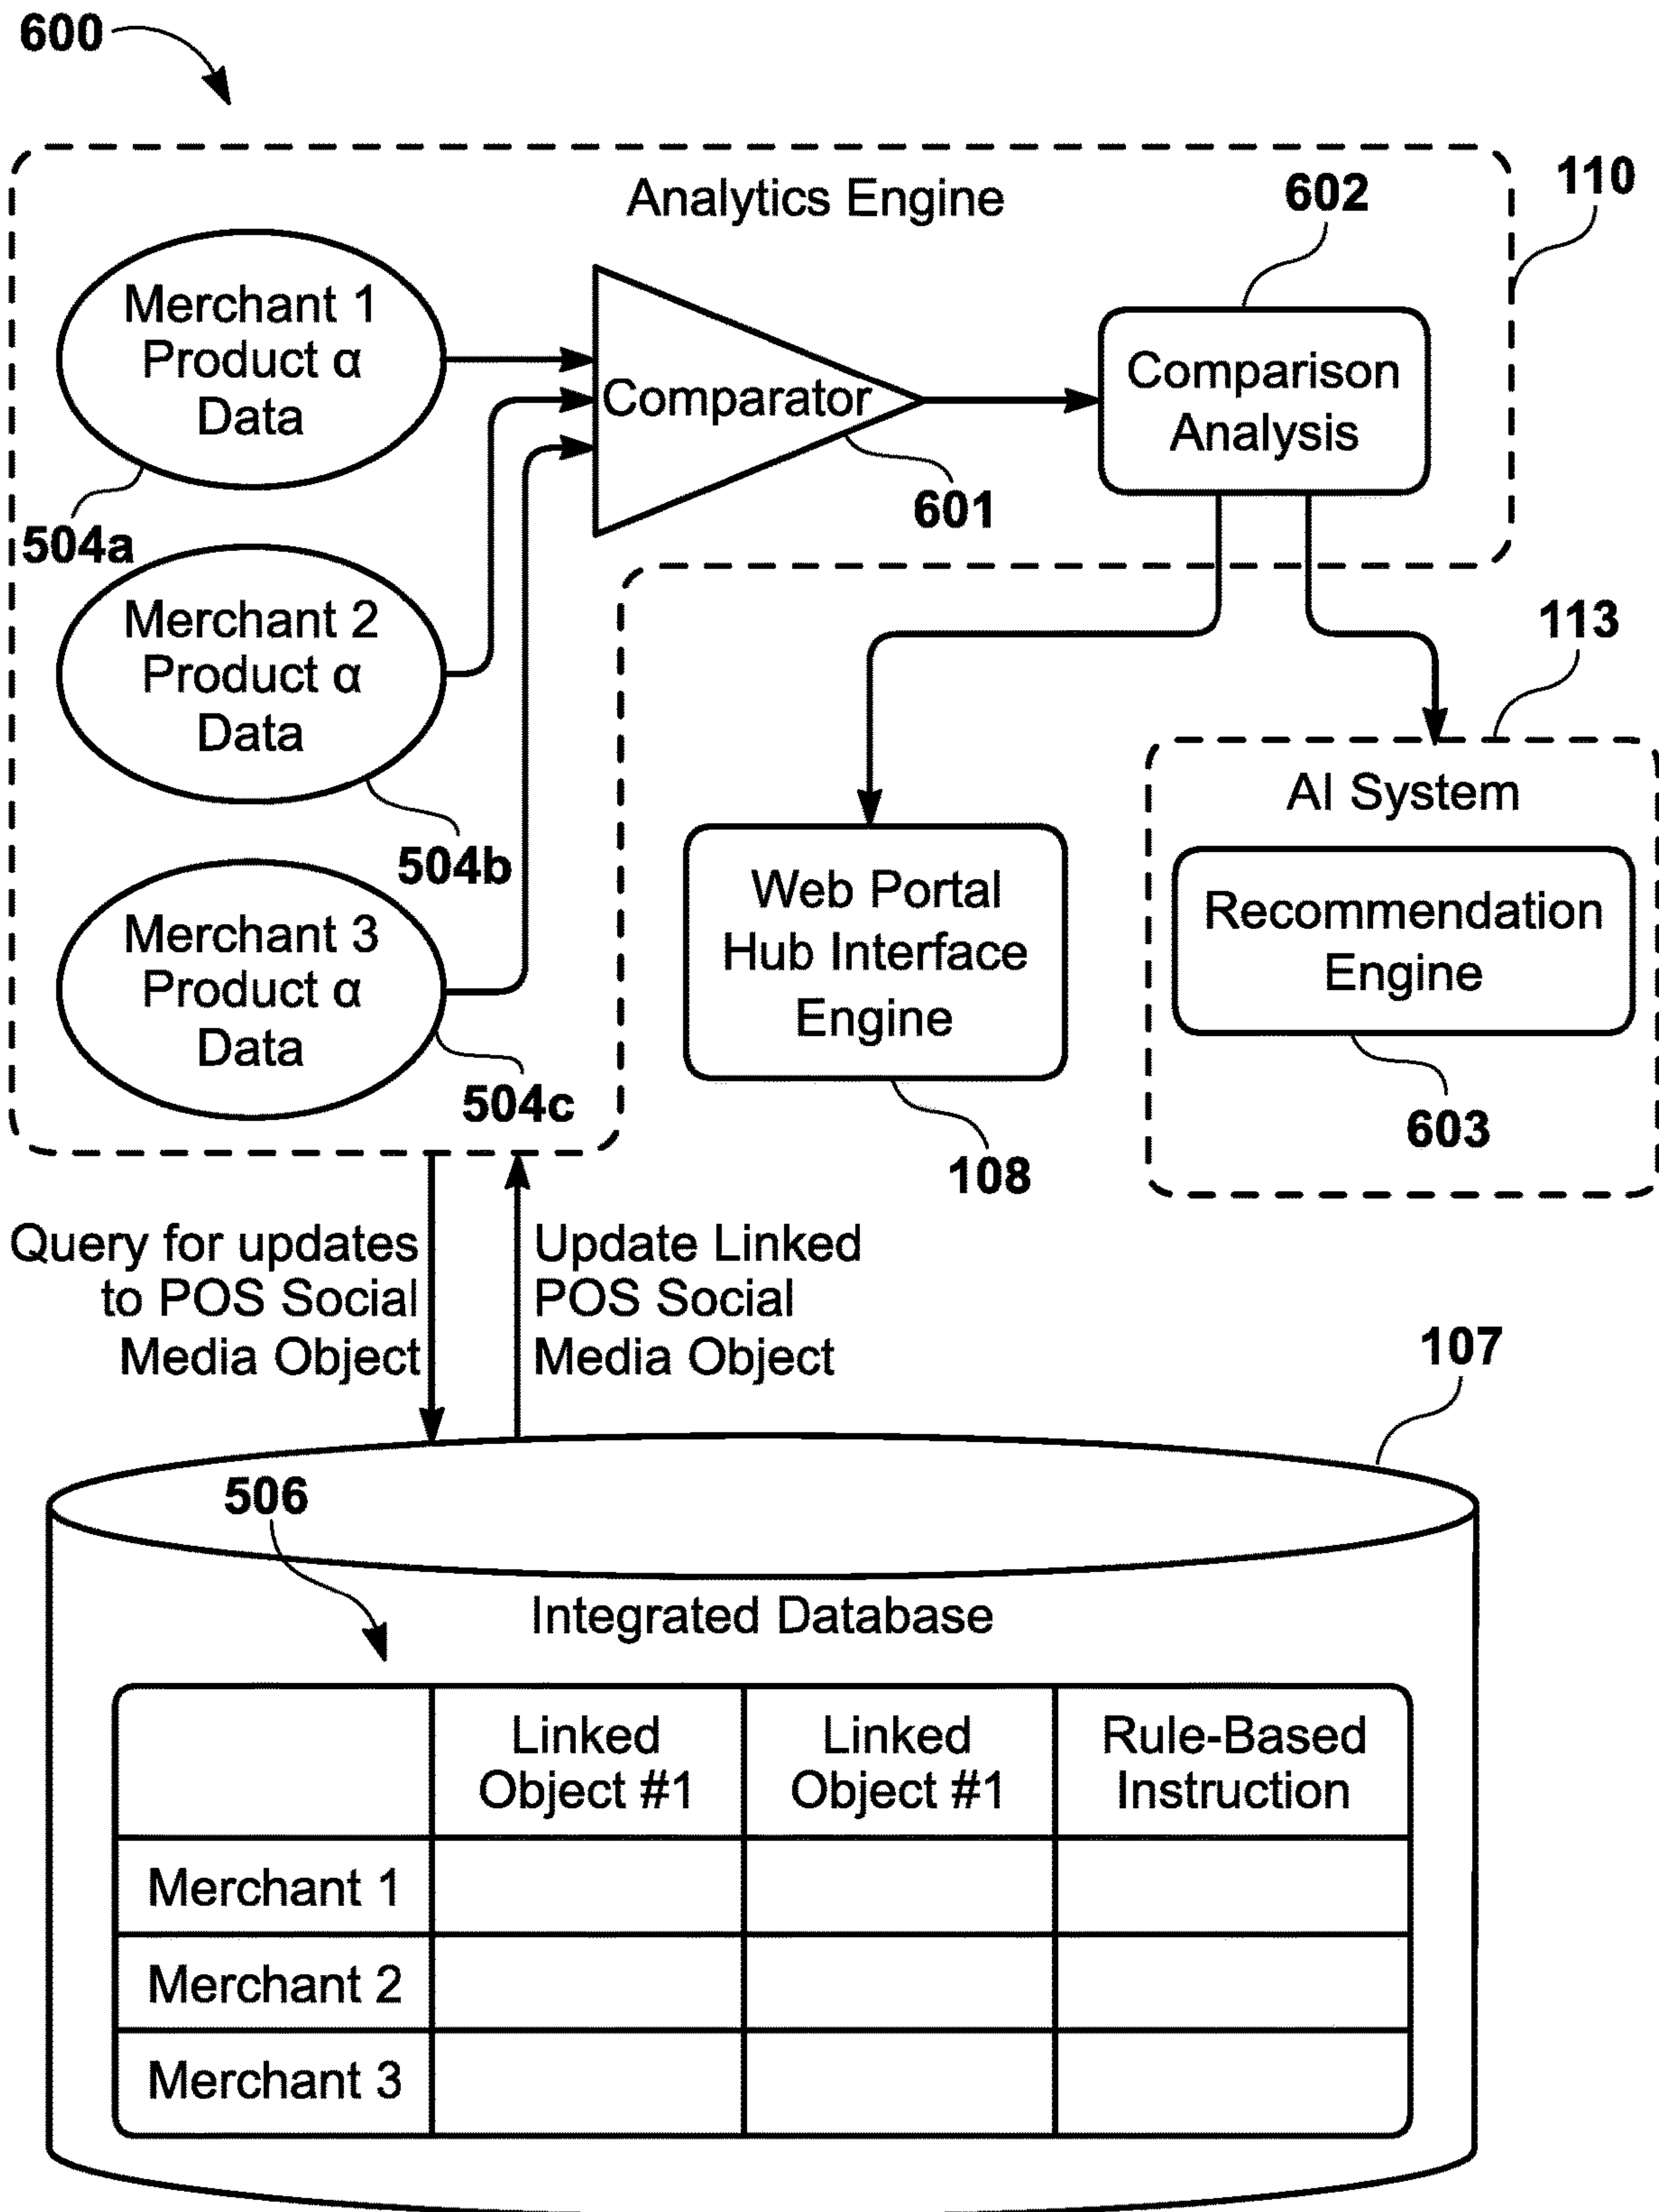 600
Analytics Engine
110
602
Merchant 1
Product α
Data
Comparator
Comparison
Analysis
601
504a
Merchant 2
Product α
Data
113
504b
AI System
Web Portal
Hub Interface
Engine
Recommendation
Engine
Merchant 3
Product α
Data
504c
603
108
Query for updates
to POS Social
Media Object
Update Linked
POS Social
Media Object
107
506
Integrated Database
Linked
Object #1
Linked
Object #1
Rule-Based
Instruction
Merchant 1
Merchant 2
Merchant 3